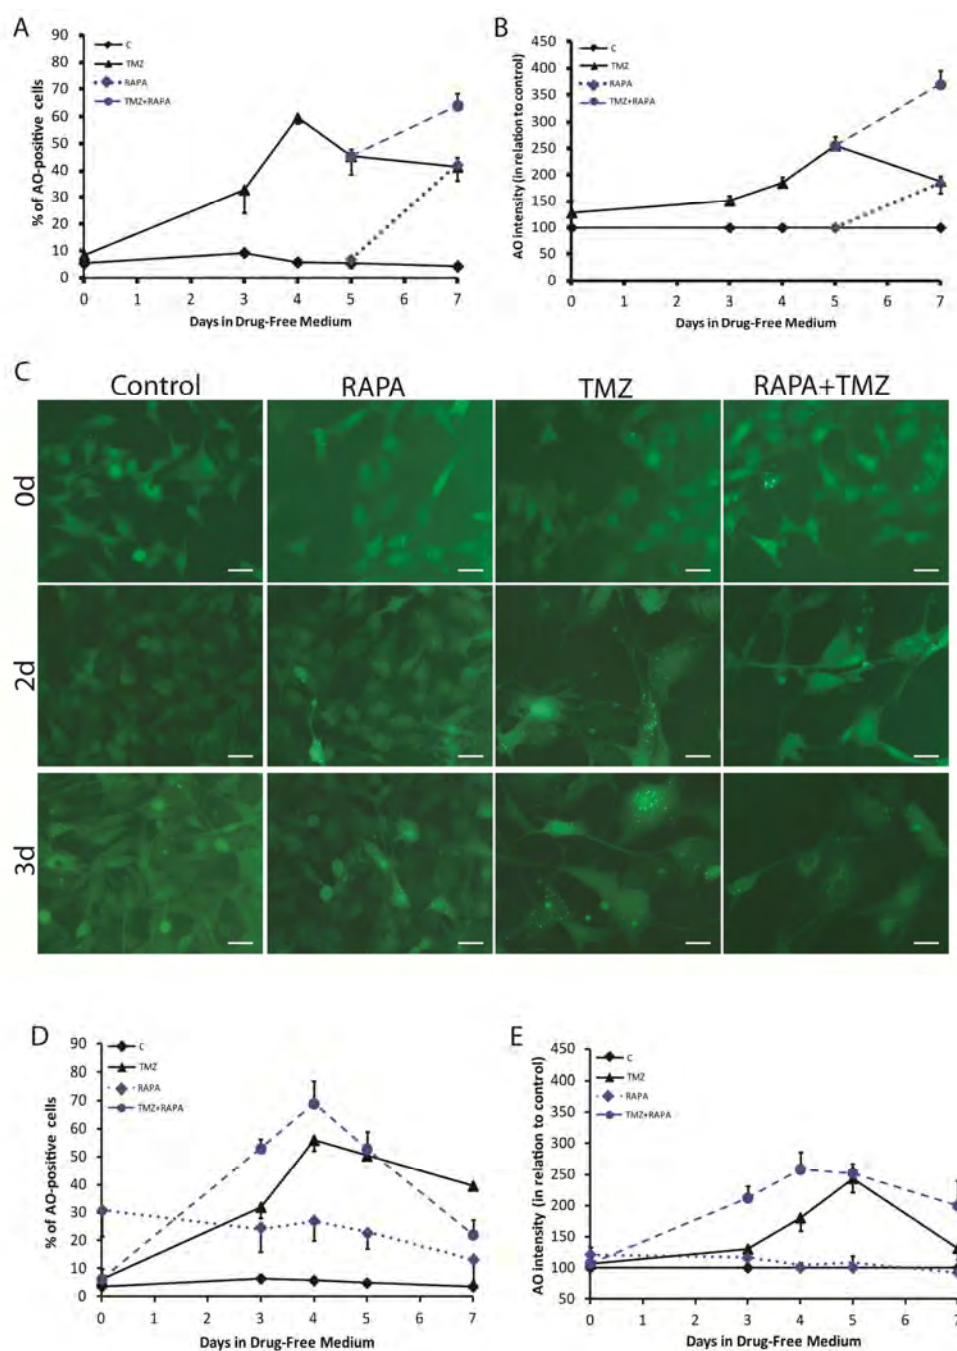 A
B
C
TMZ
RAPA
TMZ+RAPA
% of AO-positive cells
90
80
70
60
50
40
30
20
10
0
0 1 2 3 4 5 6 7
Days in Drug-Free Medium
C
TMZ
RAPA
TMZ+RAPA
AO intensity (in relation to control)
450
400
350
300
250
200
150
100
50
0
0 1 2 3 4 5 6 7
Days in Drug-Free Medium
C
Control RAPA TMZ RAPA+TMZ
0d
2d
3d
D
E
C
TMZ
RAPA
TMZ+RAPA
% of AO-positive cells
90
80
70
60
50
40
30
20
10
0
0 1 2 3 4 5 6 7
Days in Drug-Free Medium
C
TMZ
RAPA
TMZ+RAPA
AO intensity (in relation to control)
450
400
350
300
250
200
150
100
50
0 1 2 3 4 5 6 7
Days in Drug-Free Medium